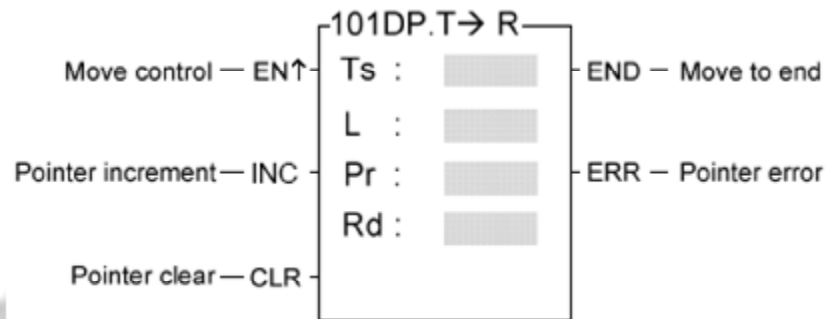 101DP.T→ R
Move control — EN↑ Ts : END — Move to end
L :
Pointer increment — INC Pr : ERR — Pointer error
Rd :
Pointer clear — CLR